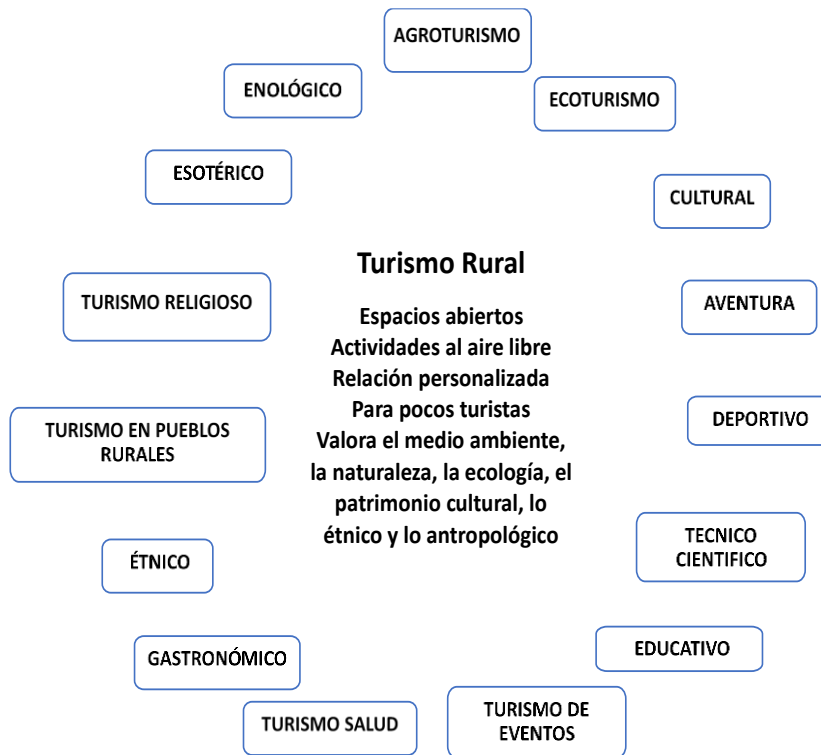 AGROTURISMO
ENOLÓGICO
ECOTURISMO
ESOTÉRICO
CULTURAL
Turismo Rural
TURISMO RELIGIOSO
AVENTURA
Espacios abiertos
Actividades al aire libre
Relación personalizada
Para pocos turistas
Valora el medio ambiente,
la naturaleza, la ecología, el
patrimonio cultural, lo
étnico y lo antropológico
TURISMO EN PUEBLOS
RURALES
DEPORTIVO
TECNICO
CIENTIFICO
ÉTNICO
EDUCATIVO
GASTRONÓMICO
TURISMO SALUD
TURISMO DE
EVENTOS